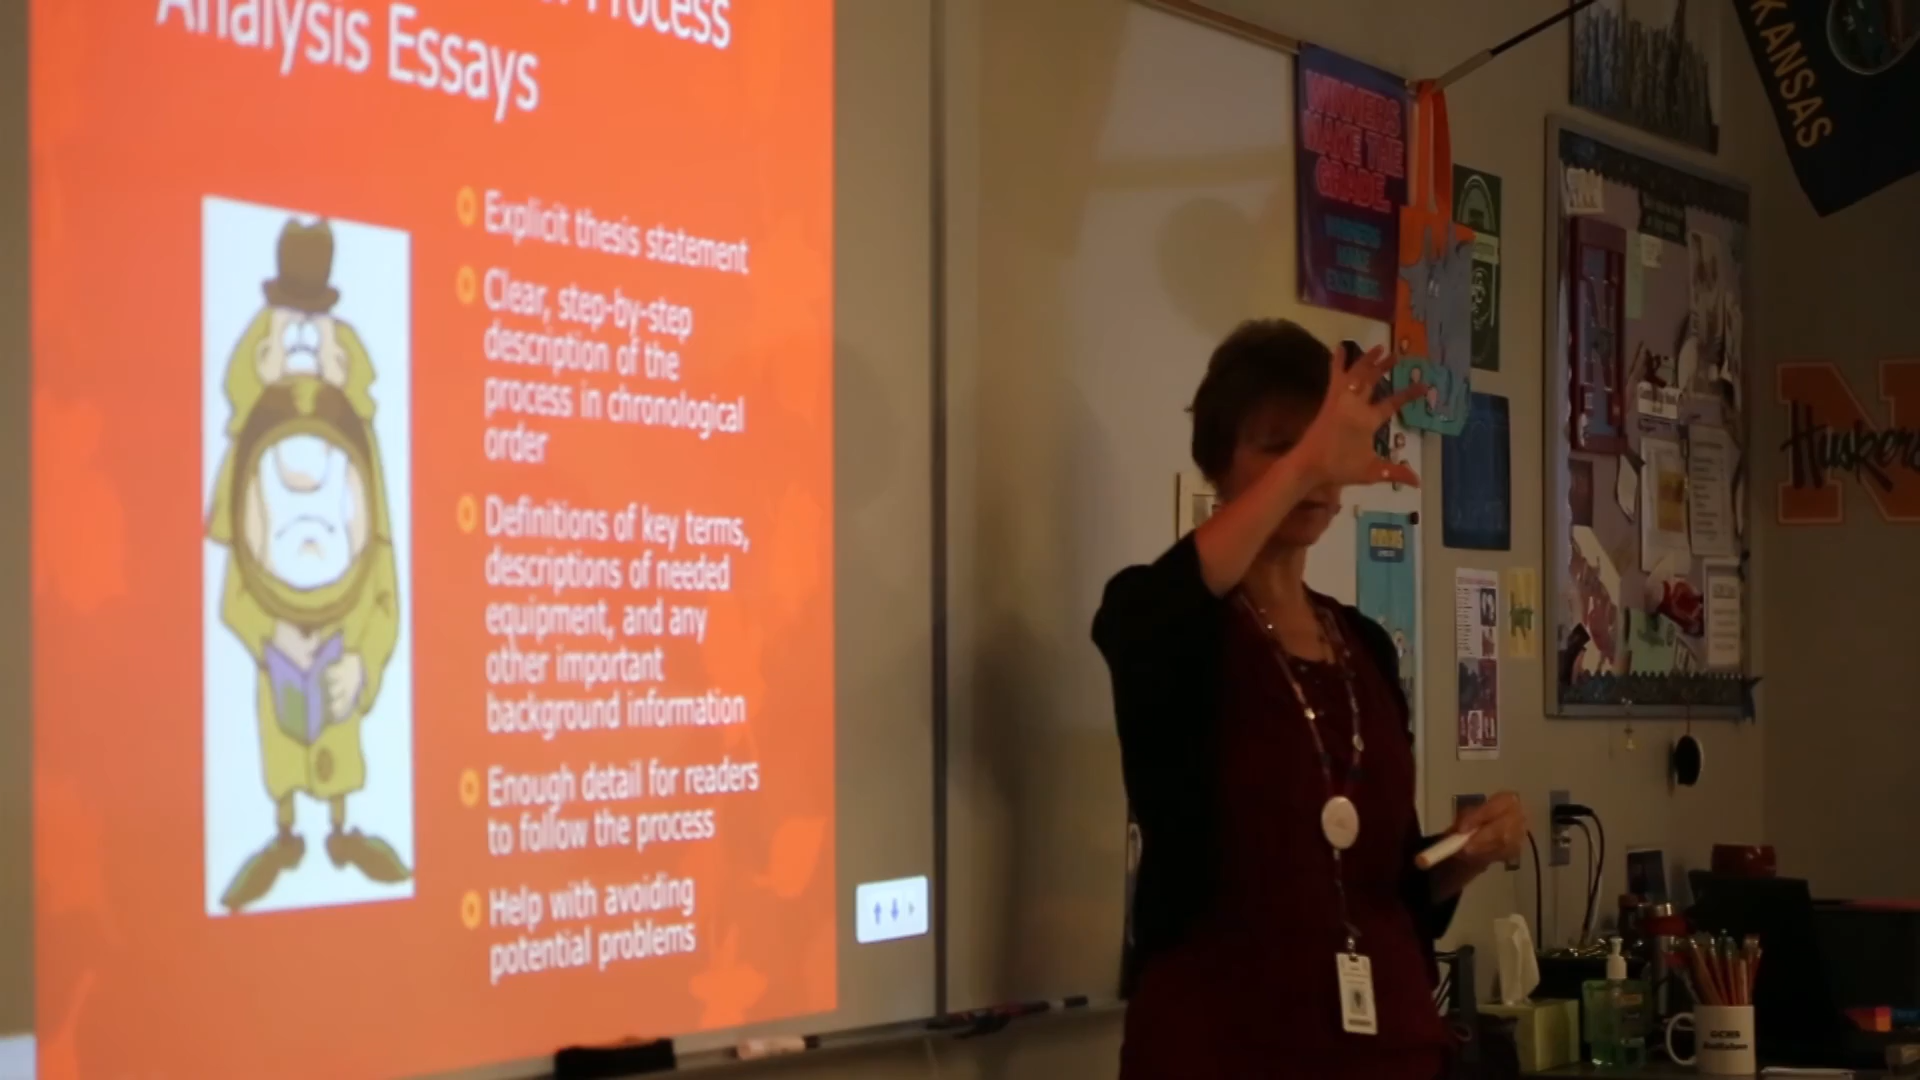 Process
Analysis Essays
Explicit thesis statement
Clear, step-by-step
description of the
process in chronological
order
Definitions of key terms,
descriptions of needed
equipment, and any
other important
background information
Enough detail for readers
to follow the process
Help with avoiding
potential problems
WINNERS
MAKE THE
GRADE
KANSAS
N
Huskers